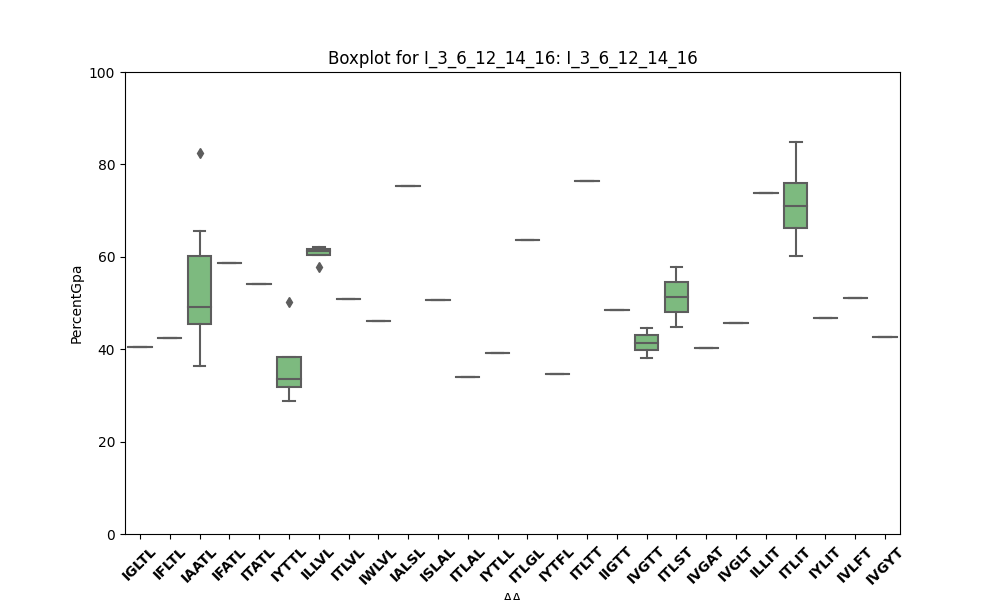 Boxplot for I_3_6_12_14_16: I_3_6_12_14_16
100
80
60
40
20
0
PercentGpa
IGLTL
IFLTL
IAATL
IFATL
ITATL
IYTTL
ILLVL
ITLVL
IWLVL
IALSL
ISLAL
ITLAL
IYTLL
ITLGL
IYTFL
ITLTT
IIGTT
IVGTT
ITLST
IVGAT
IVGLT
ILLIT
ITLIT
IYLIT
IVLFT
IVGYT
AA